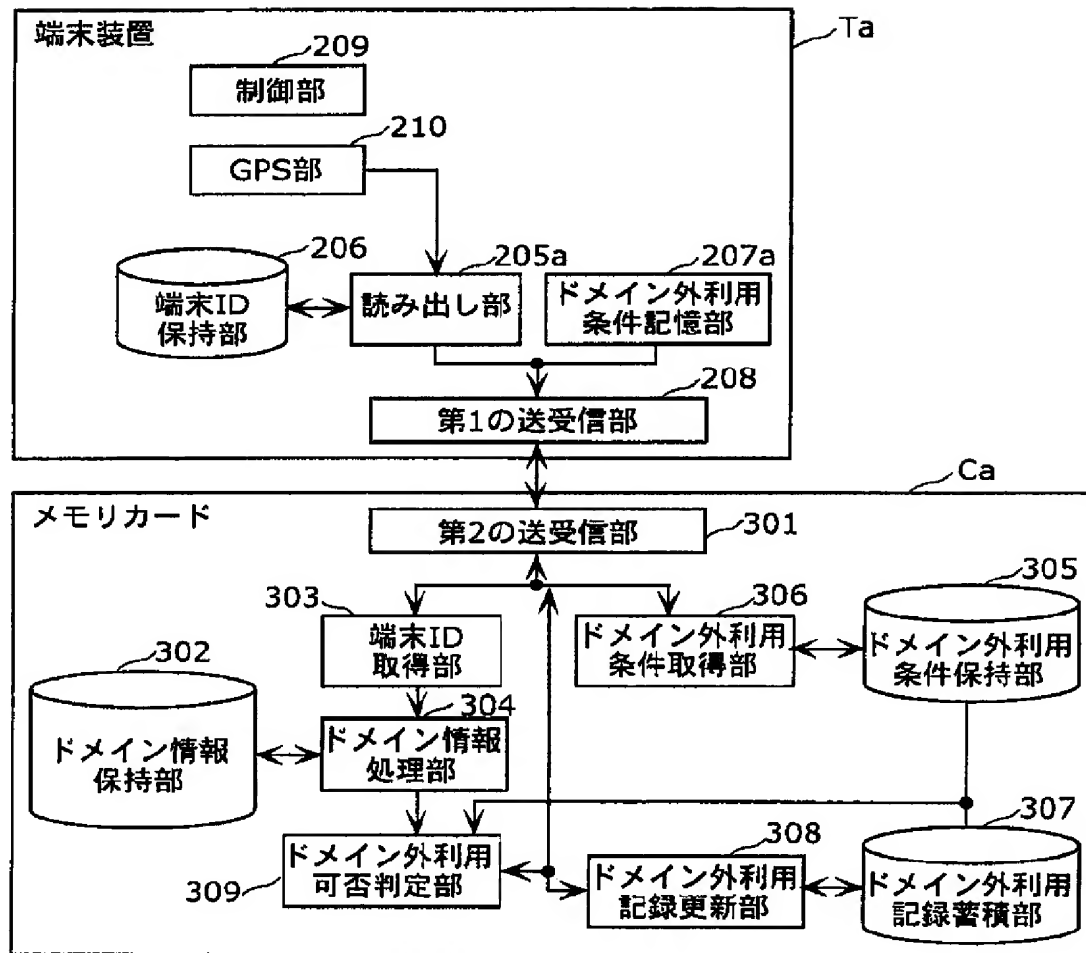 端末装置
Ta
209
制御部
210
GPS部
206
端末ID
保持部
205a
読み出し部
207a
ドメイン外利用
条件記憶部
208
第1の送受信部
Ca
メモリカード
第2の送受信部
301
303
端末ID
取得部
306
ドメイン外利用
条件取得部
305
ドメイン外利用
条件保持部
302
ドメイン情報
保持部
304
ドメイン情報
処理部
309
ドメイン外利用
可否判定部
308
ドメイン外利用
記録更新部
307
ドメイン外利用
記録蓄積部